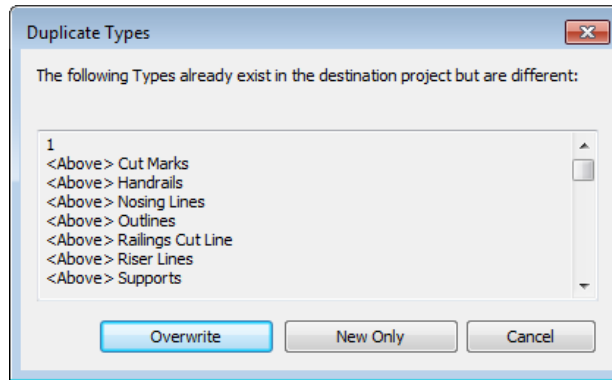 Duplicate Types
The following Types already exist in the destination project but are different:
1
<Above> Cut Marks
<Above> Handrails
<Above> Nosing Lines
<Above> Outlines
<Above> Railings Cut Line
<Above> Riser Lines
<Above> Supports
Overwrite
New Only
Cancel